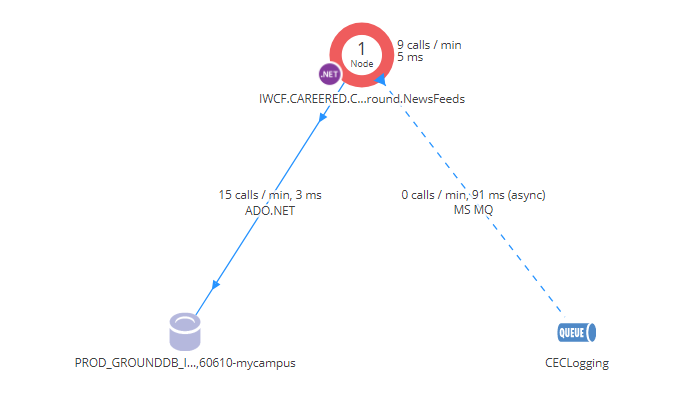 1
Node
.NET
9 calls / min
5 ms
IWCF.CAREERED.C...round.NewsFeeds
15 calls / min, 3 ms
ADO.NET
0 calls / min, 91 ms (async)
MS MQ
QUEUE
PROD_GROUNDDB_I...,60610-mycampus
CECLogging